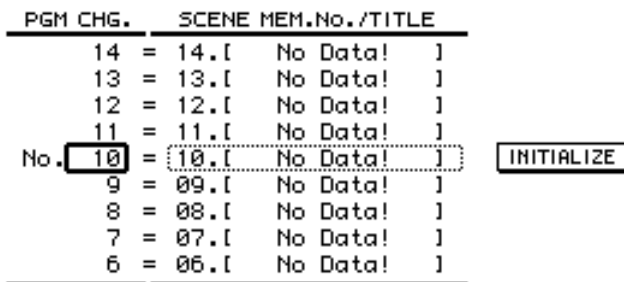 PGM CHG. SCENE MEM.No./TITLE
14 = 14.[ No Data! ]
13 = 13.[ No Data! ]
12 = 12.[ No Data! ]
11 = 11.[ No Data! ]
No. 10 = 10.[ No Data! ] INITIALIZE
9 = 09.[ No Data! ]
8 = 08.[ No Data! ]
7 = 07.[ No Data! ]
6 = 06.[ No Data! ]